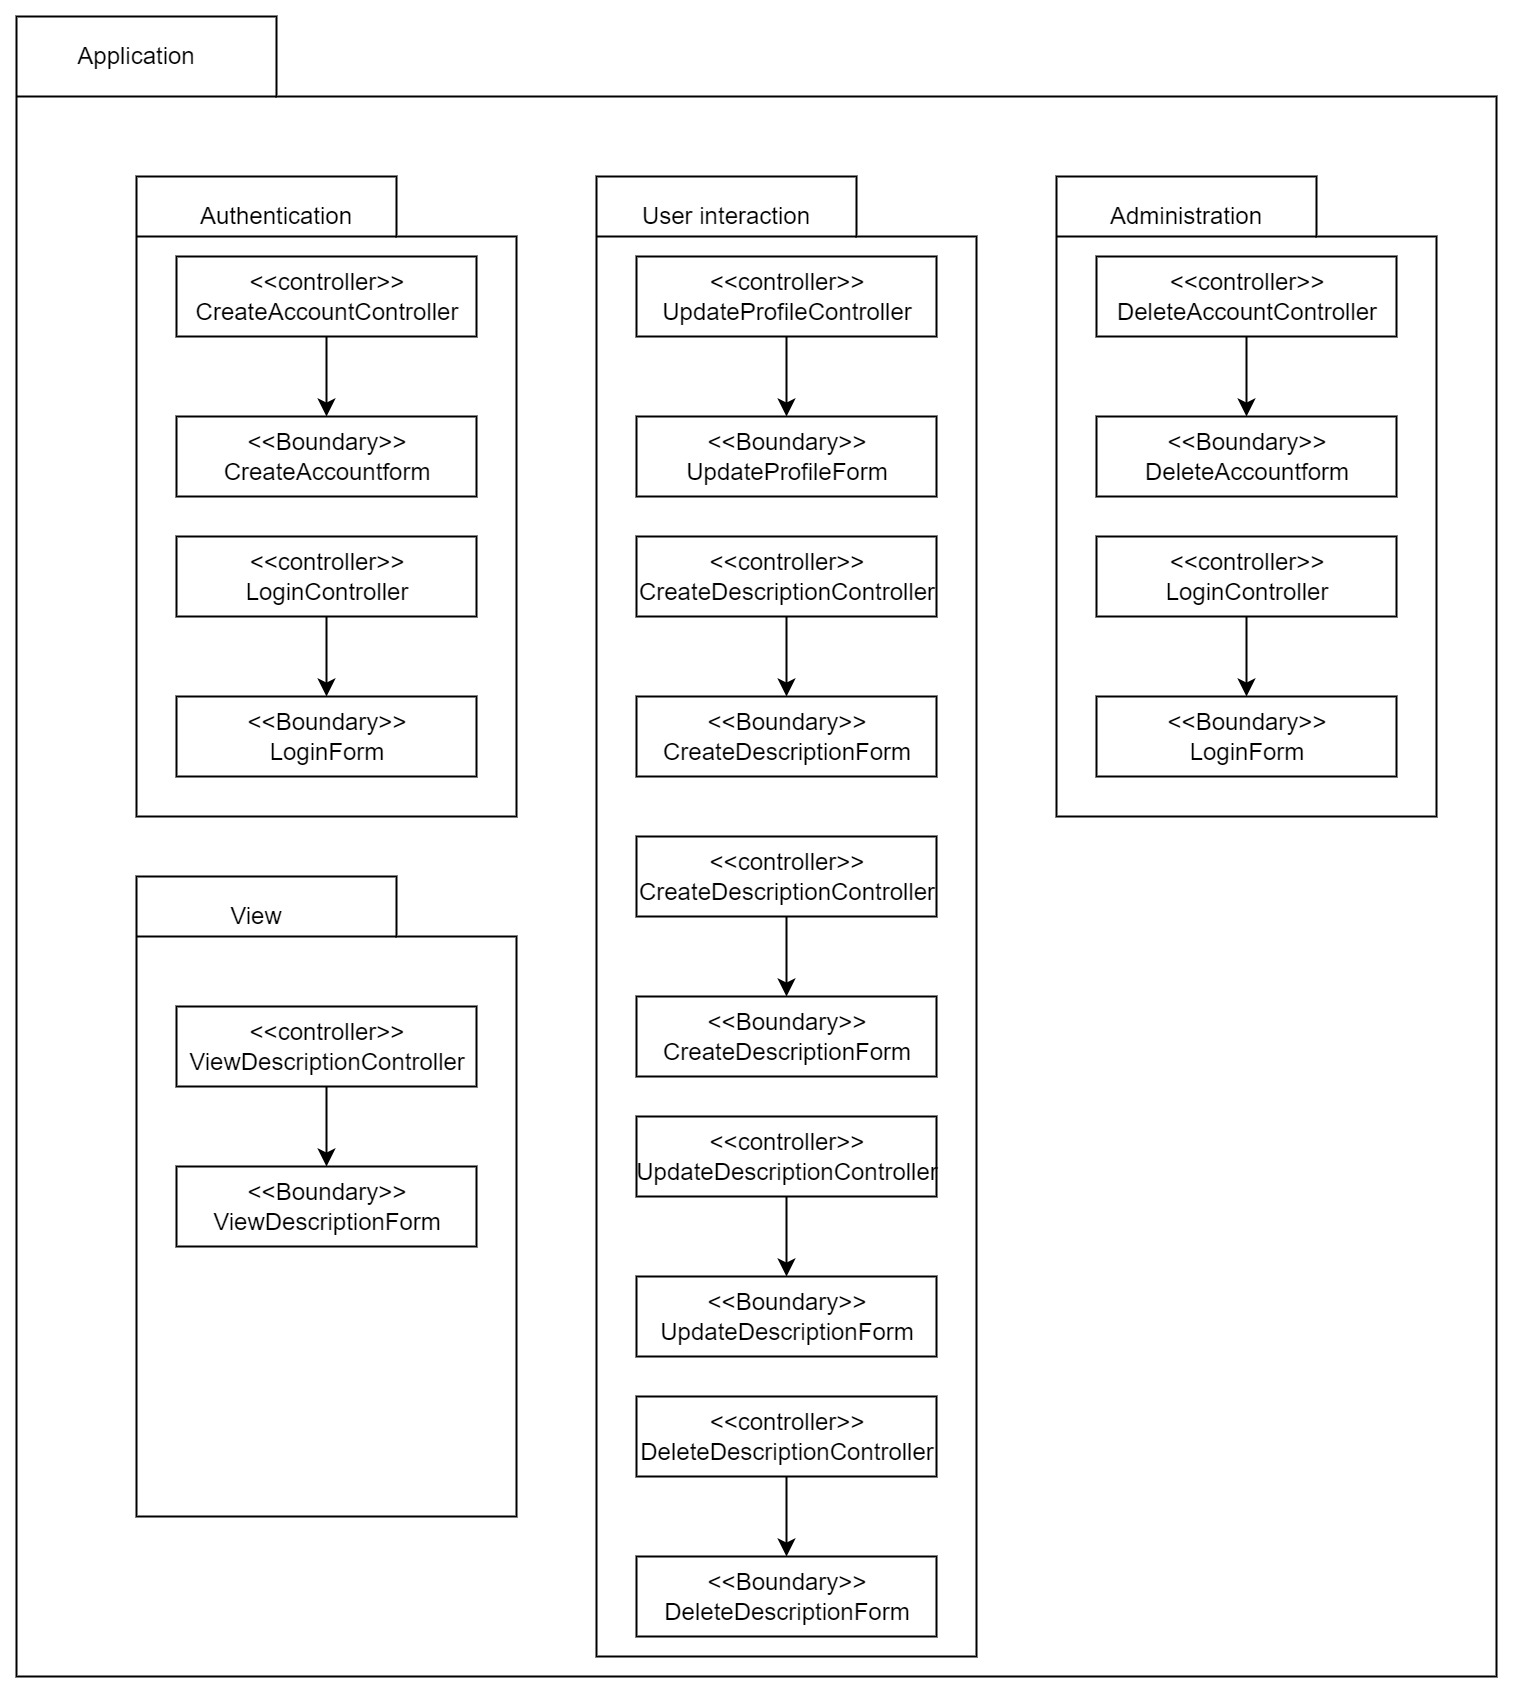 Application
Authentication
<<controller>>
CreateAccountController
<<Boundary>>
CreateAccountform
<<controller>>
LoginController
<<Boundary>>
LoginForm
User interaction
<<controller>>
UpdateProfileController
<<Boundary>>
UpdateProfileForm
<<controller>>
CreateDescriptionController
<<Boundary>>
CreateDescriptionForm
<<controller>>
CreateDescriptionController
<<Boundary>>
CreateDescriptionForm
<<controller>>
UpdateDescriptionController
<<Boundary>>
UpdateDescriptionForm
<<controller>>
DeleteDescriptionController
<<Boundary>>
DeleteDescriptionForm
Administration
<<controller>>
DeleteAccountController
<<Boundary>>
DeleteAccountform
<<controller>>
LoginController
<<Boundary>>
LoginForm
View
<<controller>>
ViewDescriptionController
<<Boundary>>
ViewDescriptionForm